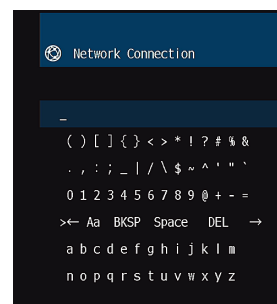 Network Connection
_
( ) [ ] { } < > * ! ? # % &
. , : ; _ | / \ $ ~ ^ ' " `
0 1 2 3 4 5 6 7 8 9 @ + - =
>← Aa BKSP Space DEL →
a b c d e f g h i j k l m
n o p q r s t u v w x y z